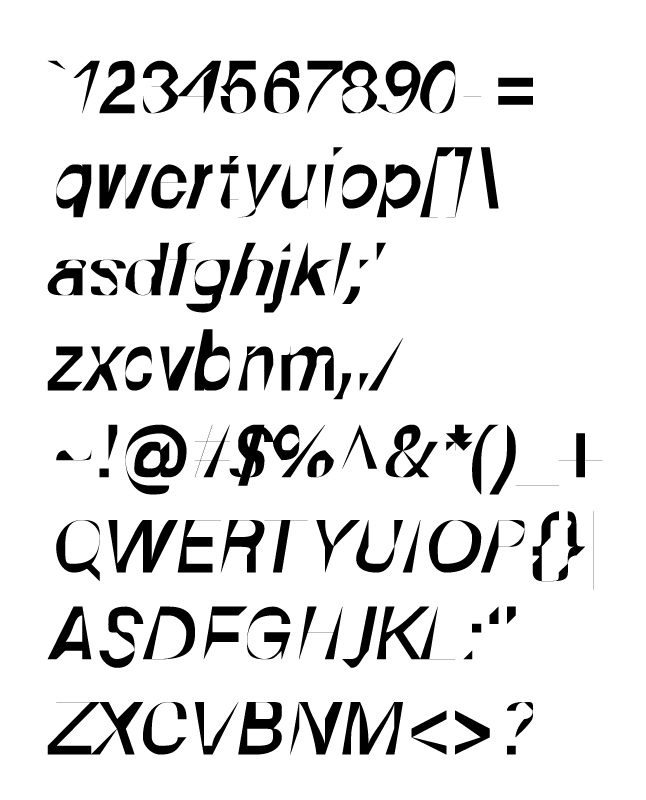 `1234567890-=
qwertyuiop[]\
asdfghjkl;'
zxcvbnm,./
~!@#$%^&*()_+
QWERTYUIOP{}|
ASDFGHJKL:"
ZXCVBNM<>?